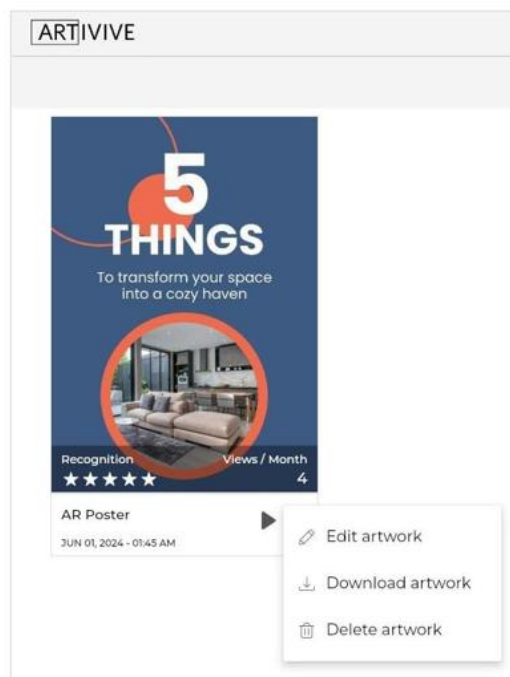 ARTIVIVE
5
THINGS
To transform your space
into a cozy haven
Recognition Views / Month
4
AR Poster
JUN 01, 2024 - 01:45 AM
Edit artwork
Download artwork
Delete artwork